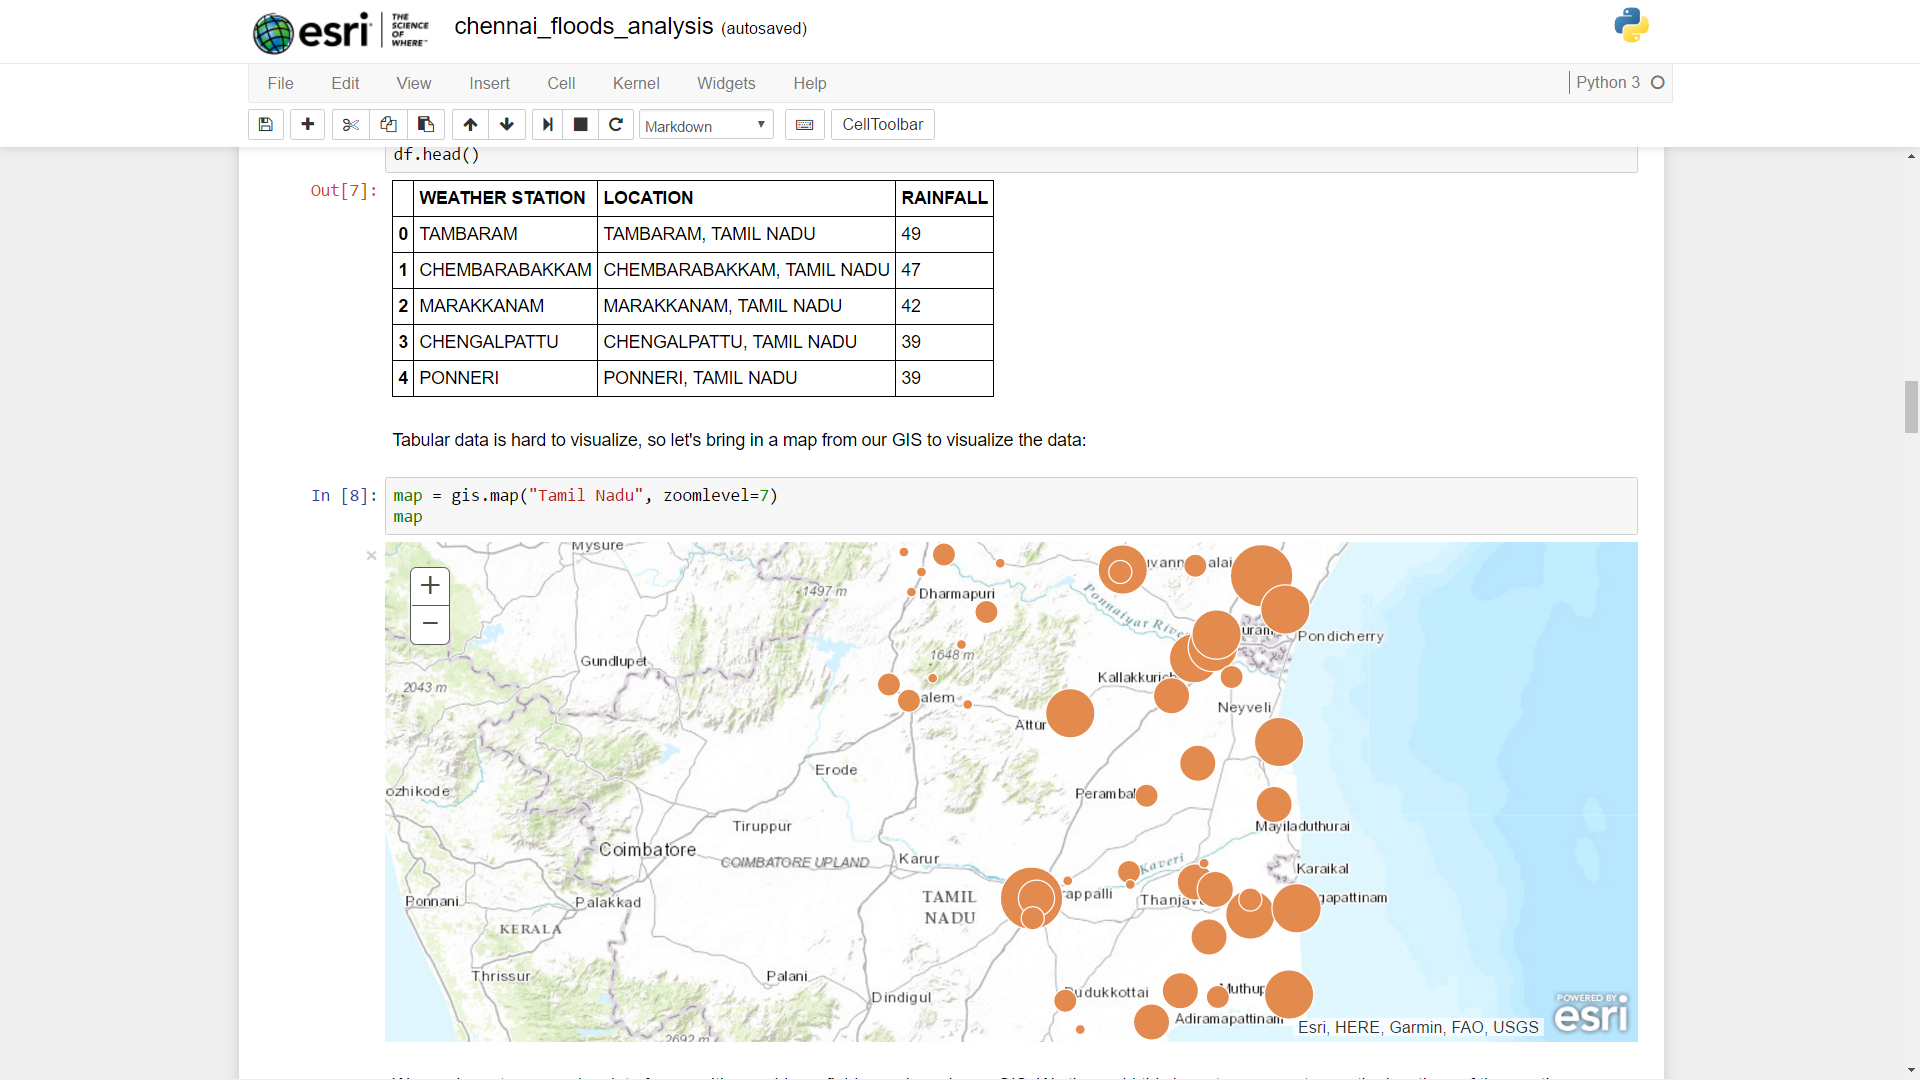 esri THE SCIENCE OF WHERE™ chennai_floods_analysis (autosaved)
File Edit View Insert Cell Kernel Widgets Help Python 3
Markdown CellToolbar
df.head()
Out[7]:
WEATHER STATION LOCATION RAINFALL
0 TAMBARAM TAMBARAM, TAMIL NADU 49
1 CHEMBARABAKKAM CHEMBARABAKKAM, TAMIL NADU 47
2 MARAKKANAM MARAKKANAM, TAMIL NADU 42
3 CHENGALPATTU CHENGALPATTU, TAMIL NADU 39
4 PONNERI PONNERI, TAMIL NADU 39
Tabular data is hard to visualize, so let's bring in a map from our GIS to visualize the data:
In [8]: map = gis.map("Tamil Nadu", zoomlevel=7)
map
×
+
−
Mysure
ivann alai
1497 m
Dharmapuri
Ponnaiyar River
uram
Pondicherry
1648 m
Gundlupet
Kallakkurich
2043 m
alem
Neyveli
Attur
Erode
ozhikode
Perambal
Tiruppur
Mayiladuthurai
Coimbatore
COIMBATORE UPLAND
Karur
Kaveri
Karaikal
TAMIL
NADU
rappalli
Thanjav
gapattinam
Ponnani
Palakkad
KERALA
Thrissur
Palani
Dindigul
Pudukkottai
Muthup
Adiramapattinam
2692 m
Esri, HERE, Garmin, FAO, USGS
POWERED BY
esri